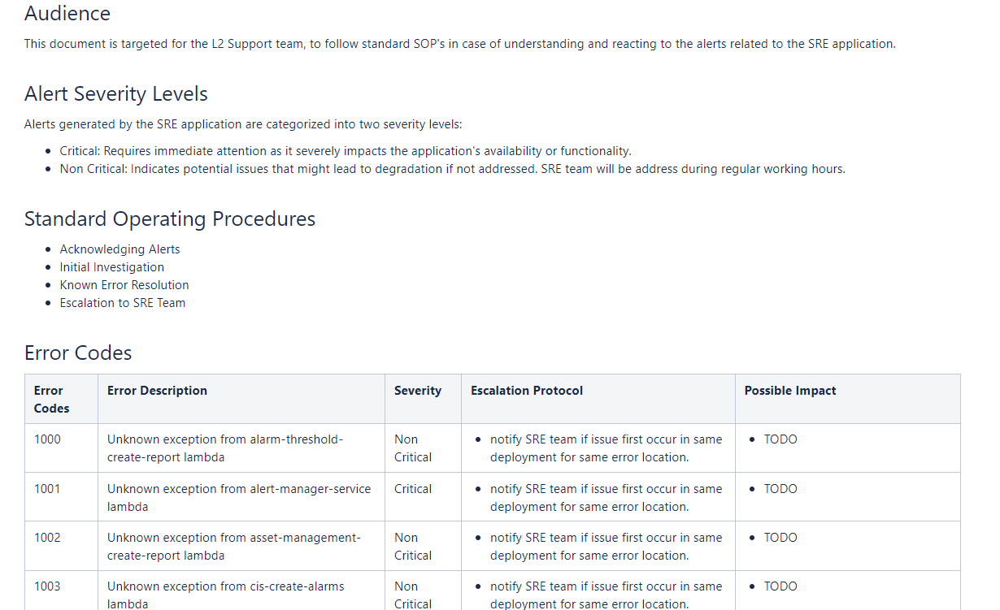 Audience
This document is targeted for the L2 Support team, to follow standard SOP's in case of understanding and reacting to the alerts related to the SRE application.
Alert Severity Levels
Alerts generated by the SRE application are categorized into two severity levels:
• Critical: Requires immediate attention as it severely impacts the application's availability or functionality.
• Non Critical: Indicates potential issues that might lead to degradation if not addressed. SRE team will be address during regular working hours.
Standard Operating Procedures
• Acknowledging Alerts
• Initial Investigation
• Known Error Resolution
• Escalation to SRE Team
Error Codes
Error
Codes
Error Description
Severity
Escalation Protocol
Possible Impact
1000
Unknown exception from alarm-threshold-
create-report lambda
Non
Critical
• notify SRE team if issue first occur in same
deployment for same error location.
• TODO
1001
Unknown exception from alert-manager-service
lambda
Critical
• notify SRE team if issue first occur in same
deployment for same error location.
• TODO
1002
Unknown exception from asset-management-
create-report lambda
Non
Critical
• notify SRE team if issue first occur in same
deployment for same error location.
• TODO
1003
Unknown exception from cis-create-alarms
lambda
Non
Critical
• notify SRE team if issue first occur in same
deployment for same error location.
• TODO